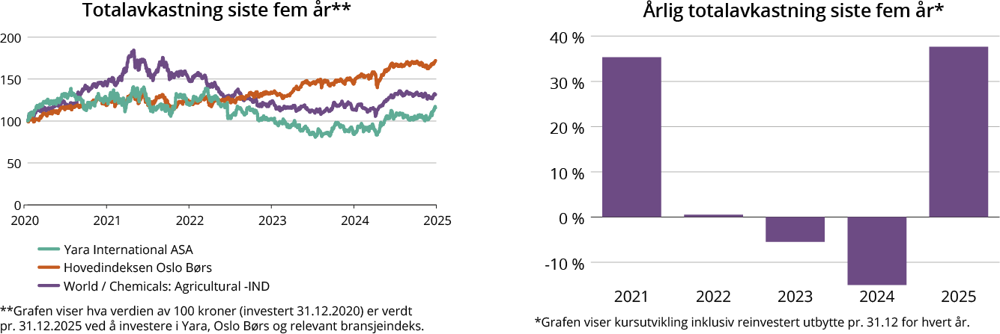 Totalavkastning siste fem år**
200
150
100
50
0
2020 2021 2022 2023 2024 2025
Yara International ASA
Hovedindeksen Oslo Børs
World / Chemicals: Agricultural -IND
**Grafen viser hva verdien av 100 kroner (investert 31.12.2020) er verdt
pr. 31.12.2025 ved å investere i Yara, Oslo Børs og relevant bransjeindeks.
Årlig totalavkastning siste fem år*
40 %
30 %
20 %
10 %
0 %
-10 %
2021 2022 2023 2024 2025
*Grafen viser kursutvikling inklusiv reinvestert utbytte pr. 31.12 for hvert år.